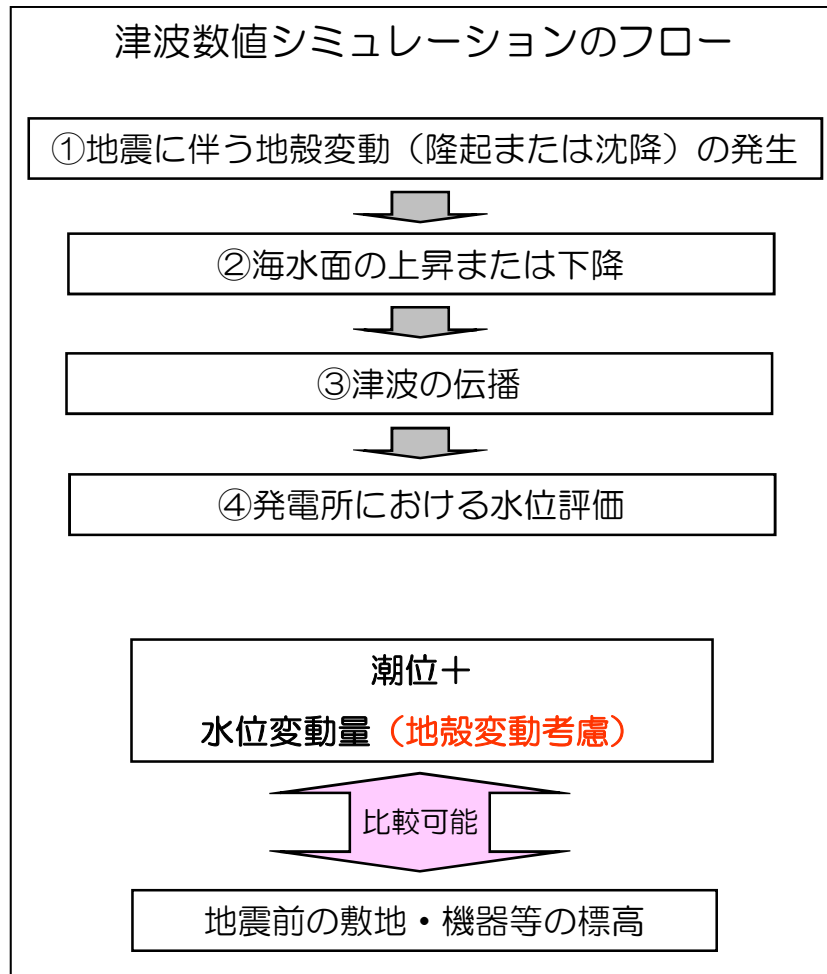 津波数値シミュレーションのフロー
①地震に伴う地殻変動（隆起または沈降）の発生
②海水面の上昇または下降
③津波の伝播
④発電所における水位評価
潮位＋
水位変動量（地殻変動考慮）
比較可能
地震前の敷地・機器等の標高